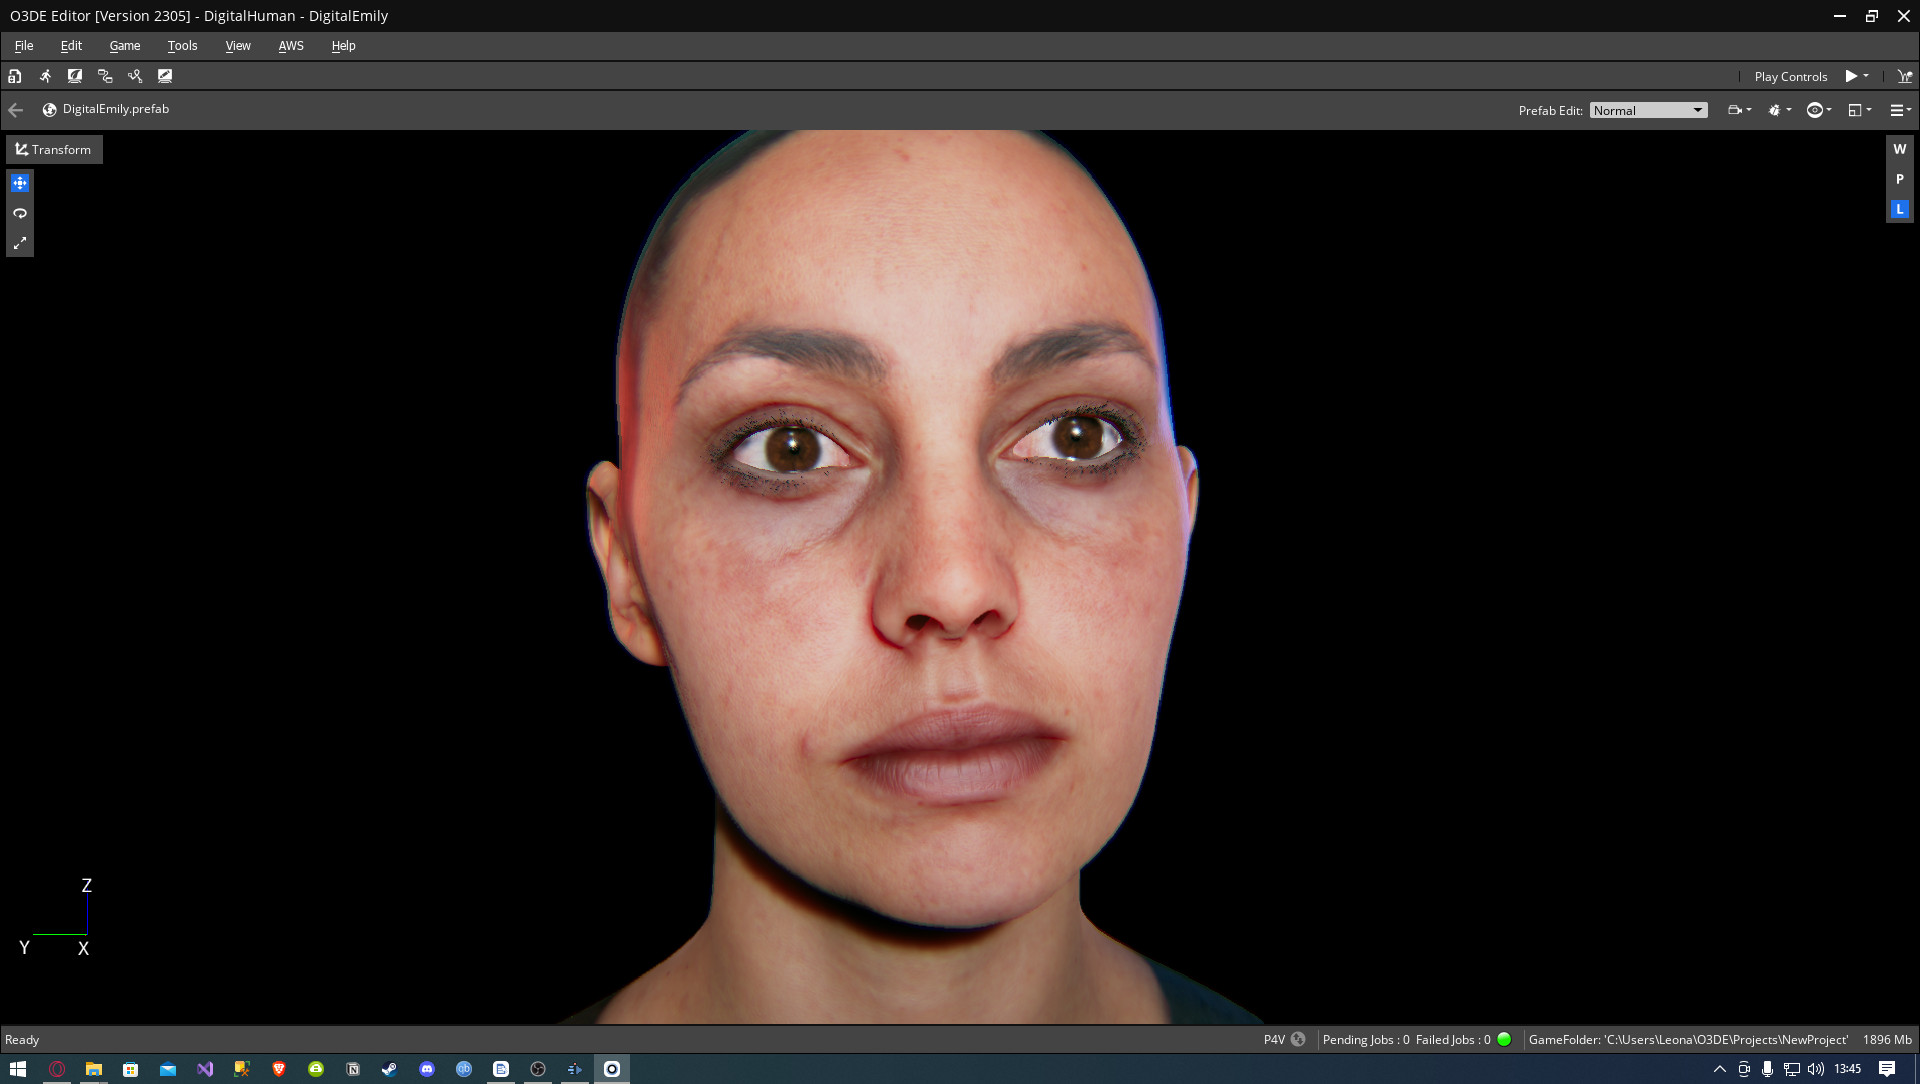 O3DE Editor [Version 2305] - DigitalHuman - DigitalEmily
File Edit Game Tools View AWS Help
Play Controls
DigitalEmily.prefab
Prefab Edit: Normal
Transform
W
P
L
Z
Y X
Ready
P4V Pending Jobs : 0 Failed Jobs : 0 GameFolder: 'C:\Users\Leona\O3DE\Projects\NewProject' 1896 Mb
13:45